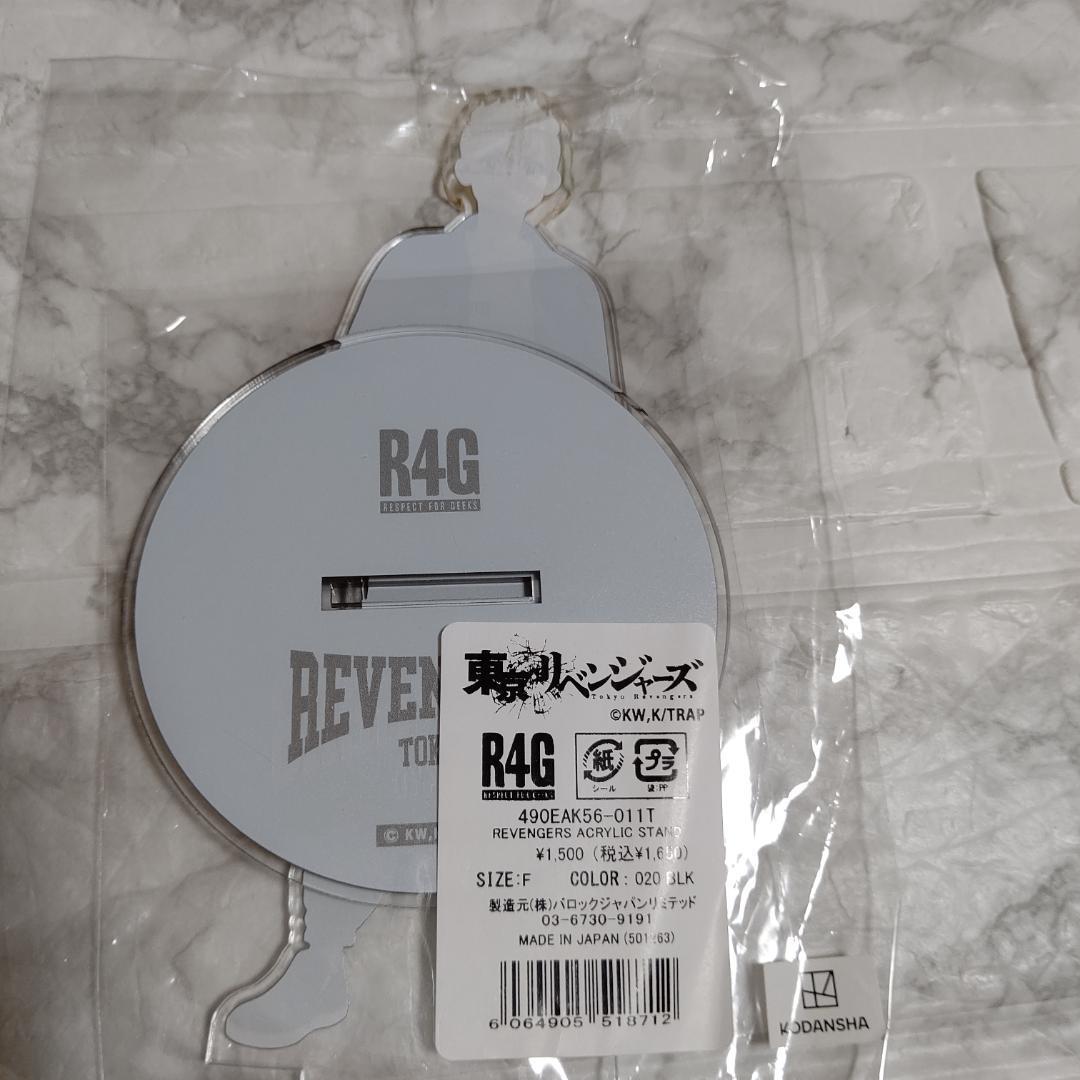 R4G
RESPECT FOR GEEKS
REVEN
TOK
© KW,
東京リベンジャーズ
Tokyo Revengers
©KW,K/TRAP
R4G
RESPECT FOR GEEKS
紙 プラ
シール 袋:PP
490EAK56-011T
REVENGERS ACRYLIC STAND
¥1,500 (税込¥1,650)
SIZE:F COLOR : 020 BLK
製造元(株)バロックジャパンリミテッド
03-6730-9191
MADE IN JAPAN
6 064905 518712
KODANSHA